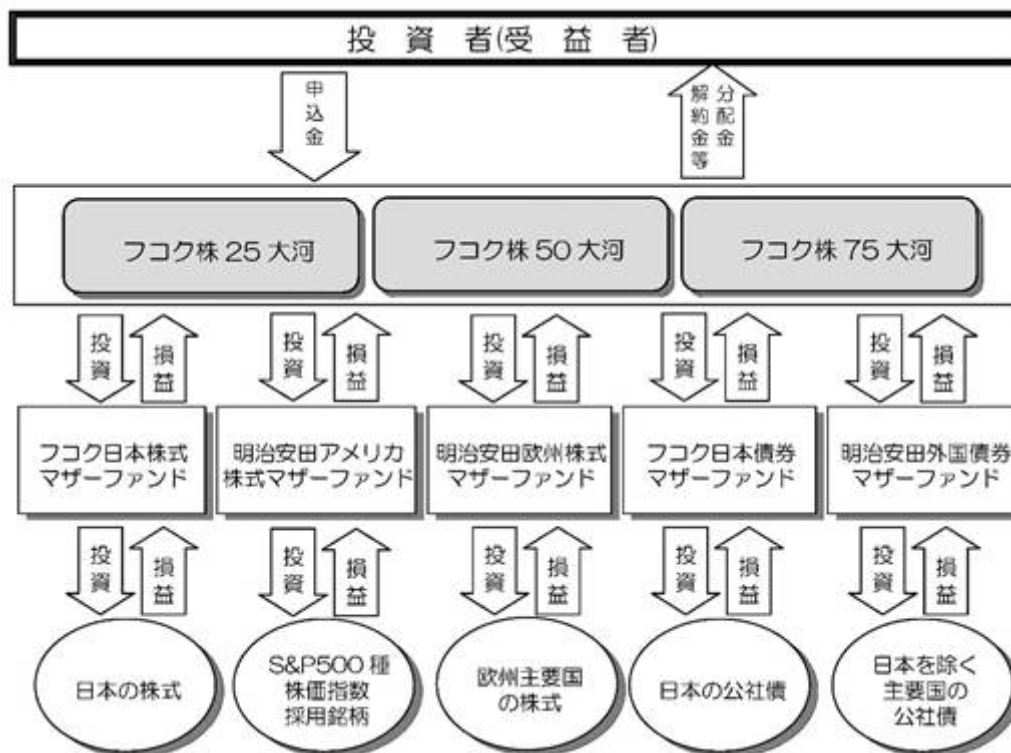 投資者(受益者)
申込金
分配金
解約金等
フコク株25大河
フコク株50大河
フコク株75大河
投資
損益
投資
損益
投資
損益
投資
損益
投資
損益
フコク日本株式
マザーファンド
明治安田アメリカ
株式マザーファンド
明治安田欧州株式
マザーファンド
フコク日本債券
マザーファンド
明治安田外国債券
マザーファンド
投資
損益
投資
損益
投資
損益
投資
損益
投資
損益
日本の株式
S&P500種
株価指数
採用銘柄
欧州主要国
の株式
日本の公社債
日本を除く
主要国の
公社債